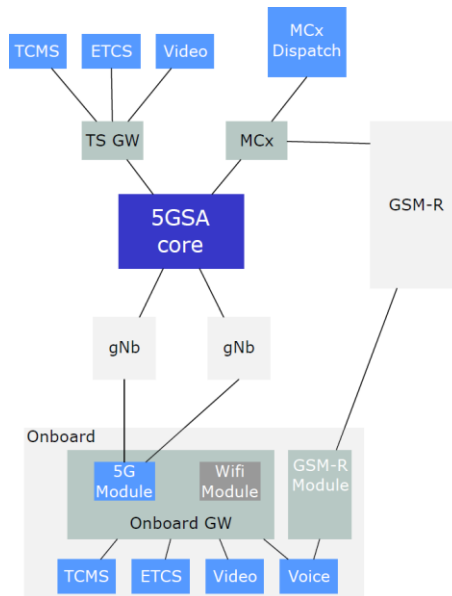 TCMS
ETCS
Video
MCx
Dispatch
TS GW
MCx
GSM-R
5GSA
core
gNb
gNb
Onboard
5G
Module
Wifi
Module
GSM-R
Module
Onboard GW
TCMS
ETCS
Video
Voice